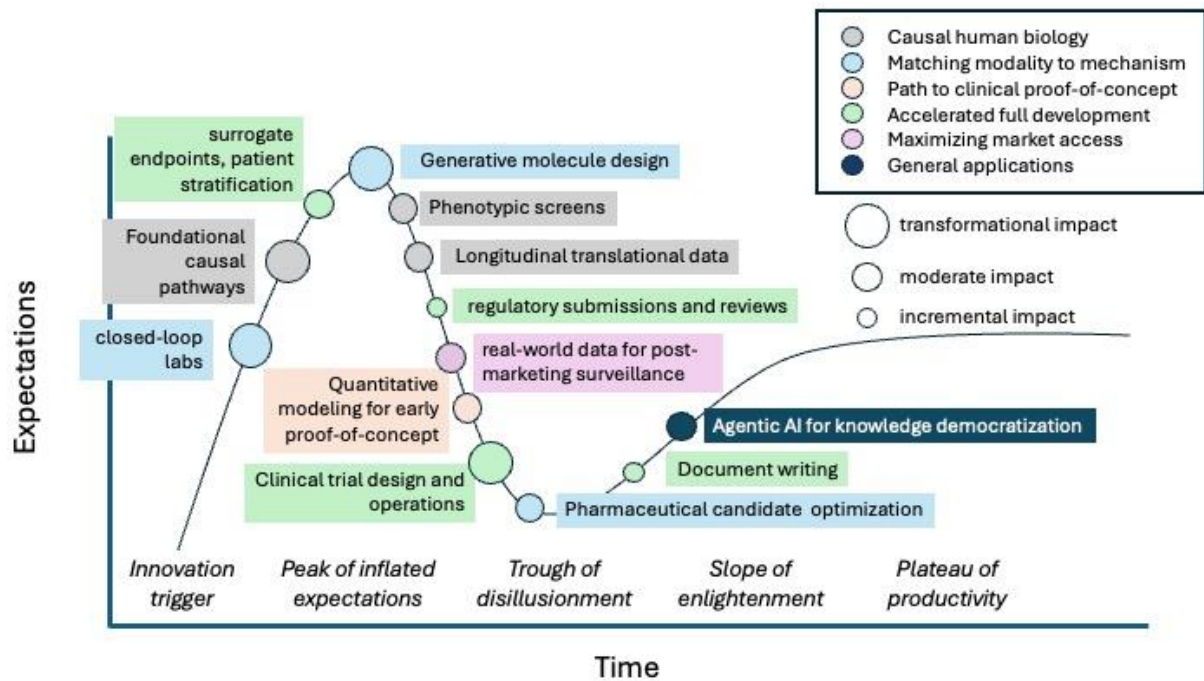 Causal human biology
Matching modality to mechanism
Path to clinical proof-of-concept
Accelerated full development
Maximizing market access
General applications
transformational impact
moderate impact
incremental impact
surrogate
endpoints, patient
stratification
Generative molecule design
Phenotypic screens
Foundational
causal
pathways
Longitudinal translational data
regulatory submissions and reviews
closed-loop
labs
real-world data for post-
marketing surveillance
Quantitative
modeling for early
proof-of-concept
Agentic AI for knowledge democratization
Clinical trial design and
operations
Document writing
Pharmaceutical candidate optimization
Expectations
Innovation
trigger
Peak of inflated
expectations
Trough of
disillusionment
Slope of
enlightenment
Plateau of
productivity
Time